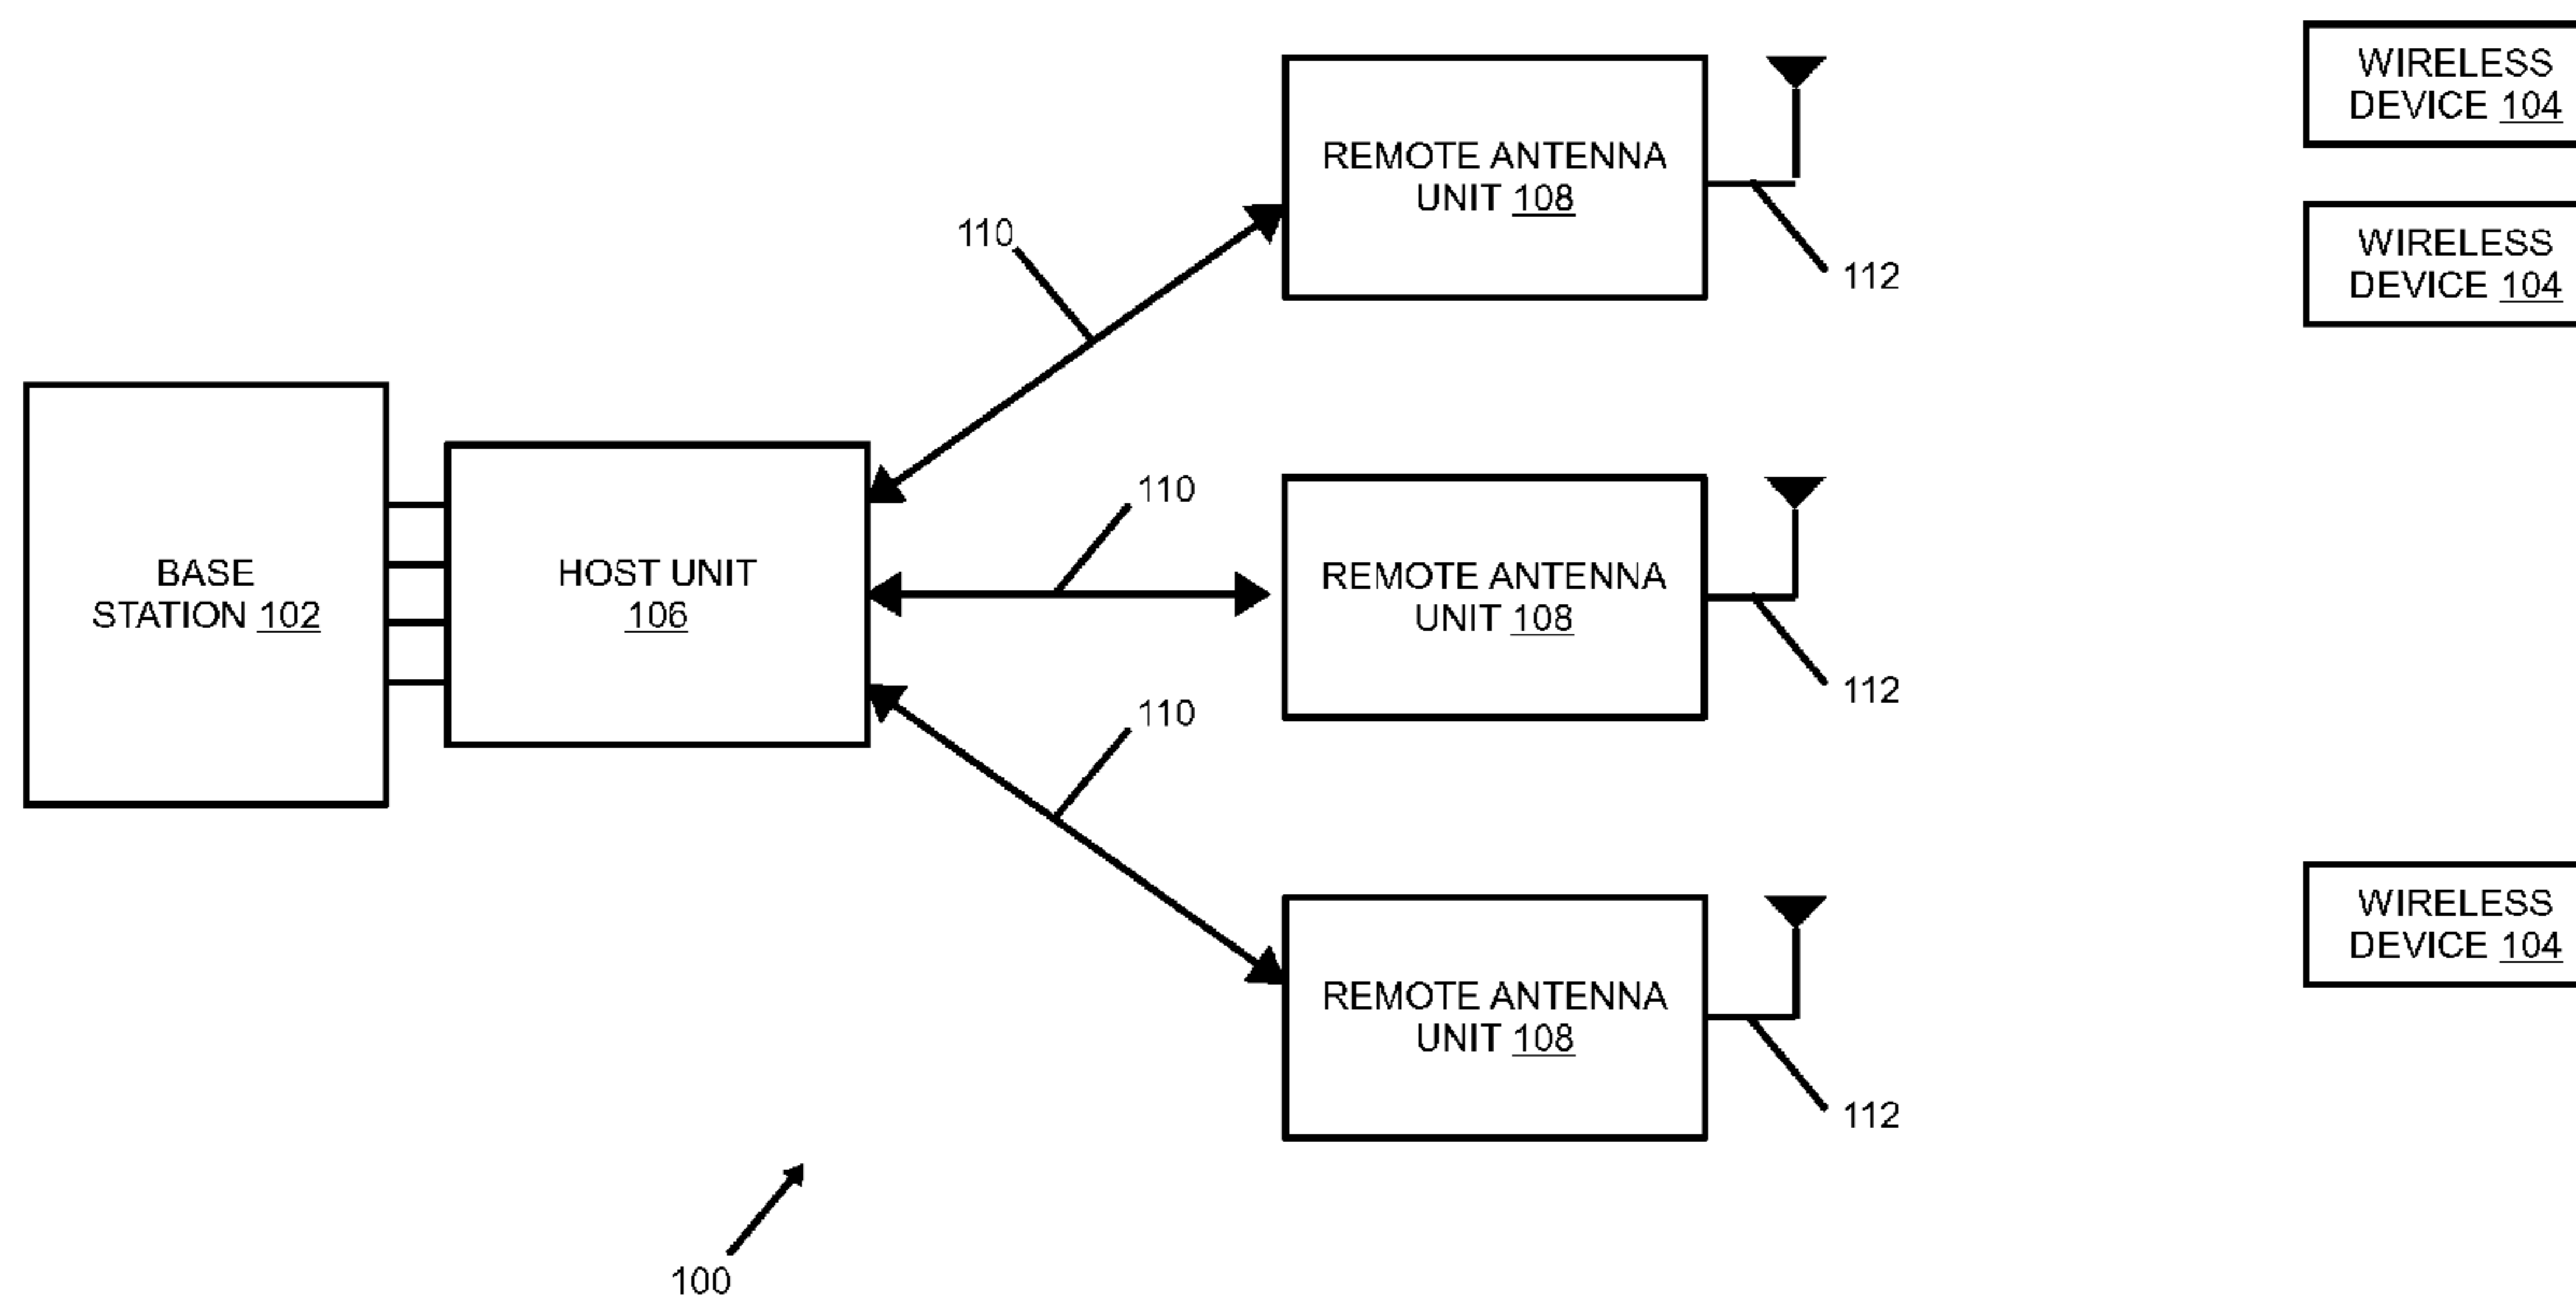 WIRELESS
DEVICE 104
REMOTE ANTENNA
UNIT 108
110
112
WIRELESS
DEVICE 104
BASE
STATION 102
HOST UNIT
106
110
REMOTE ANTENNA
UNIT 108
112
110
WIRELESS
DEVICE 104
REMOTE ANTENNA
UNIT 108
112
100